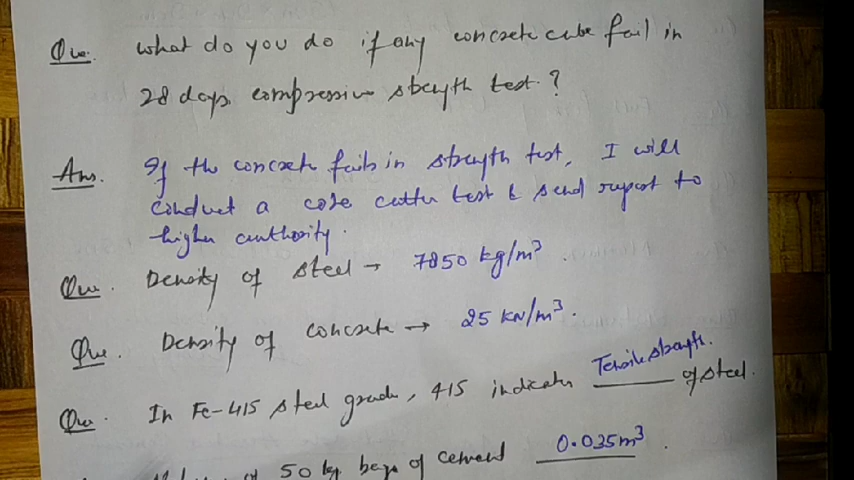 Que. What do you do if any concrete cube fail in
28 days compressive strength test?
Ans. If the concrete fails in strength test, I will
conduct a core cutter test & send report to
higher authority.
Que. Density of steel → 7850 kg/m³.
Que. Density of concrete → 25 KN/m³.
Que. In Fe-415 steel grade, 415 indicates Tensile strength. of steel.
of 50 kg bags of cement 0.035m³.